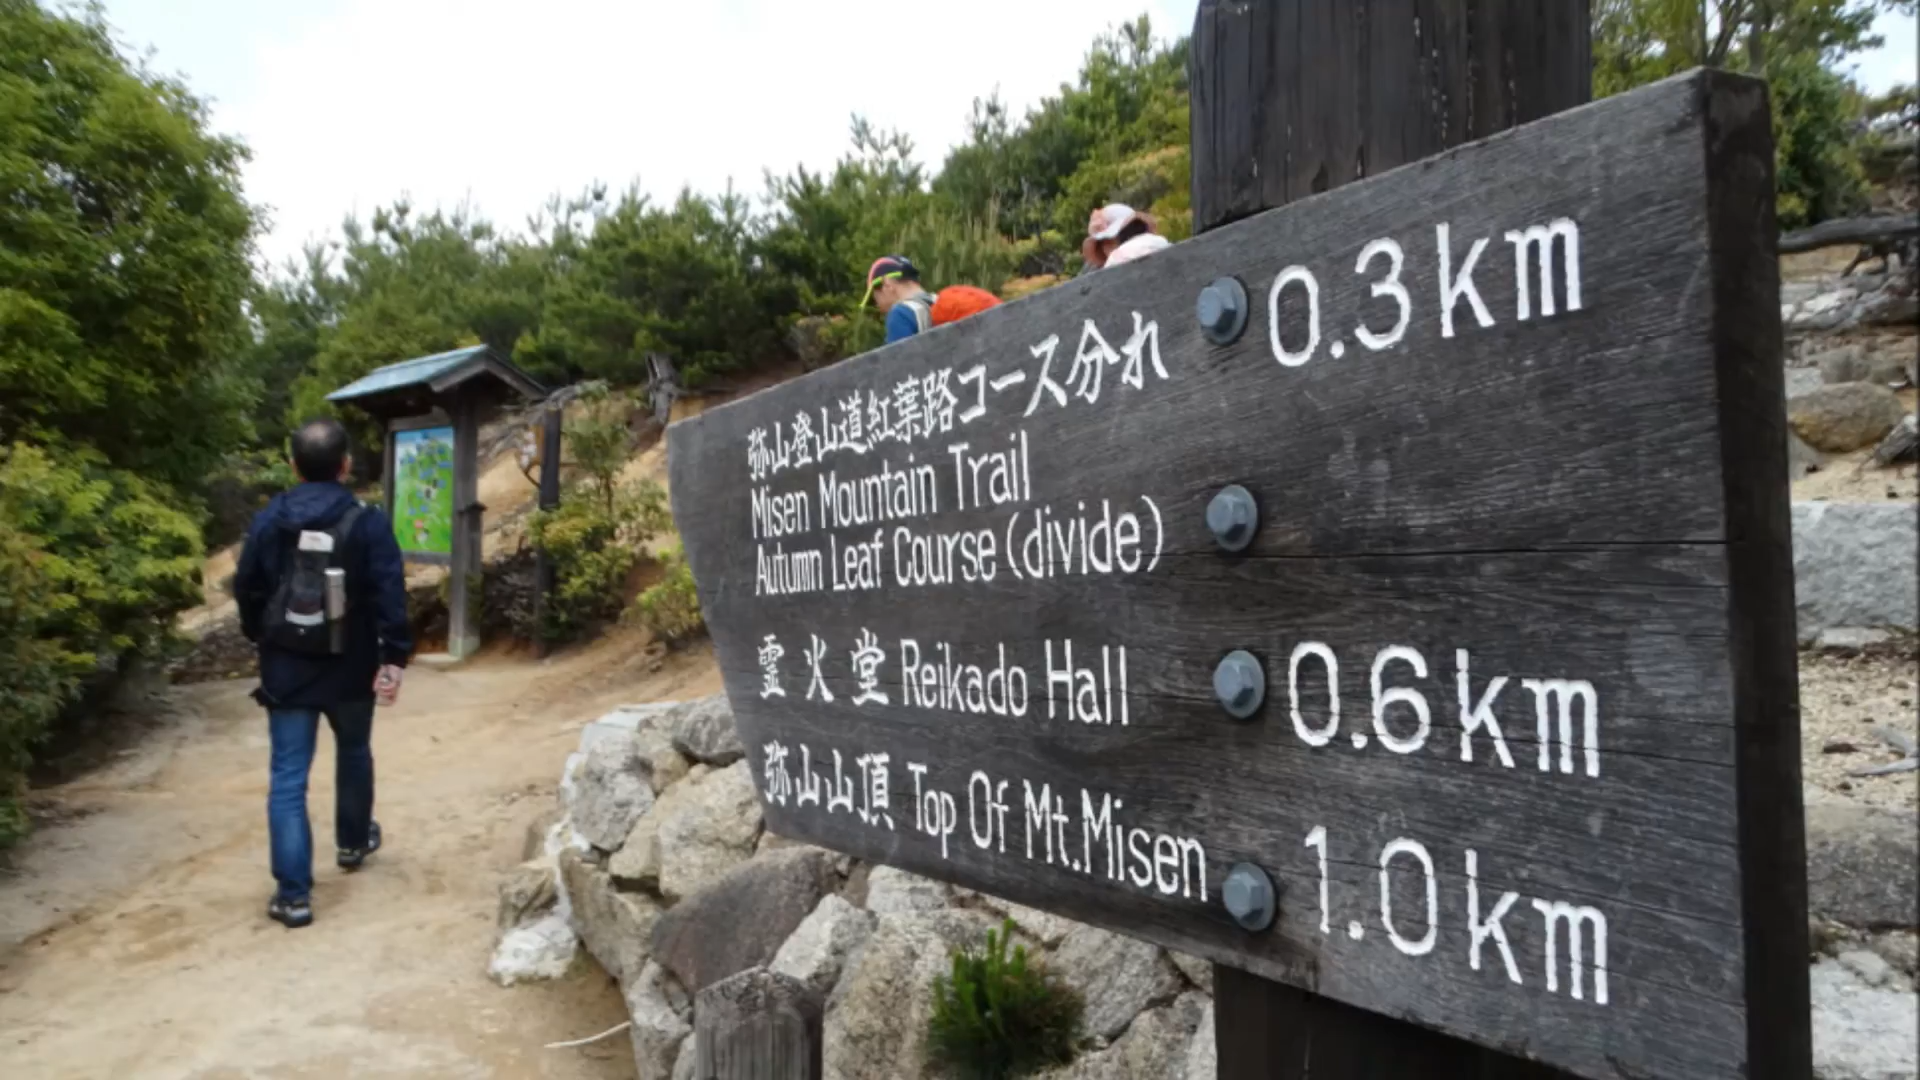 弥山登山道紅葉路コース分れ 0.3km
Misen Mountain Trail
Autumn Leaf Course (divide)
霊火堂 Reikado Hall 0.6km
弥山山頂 Top Of Mt.Misen 1.0km